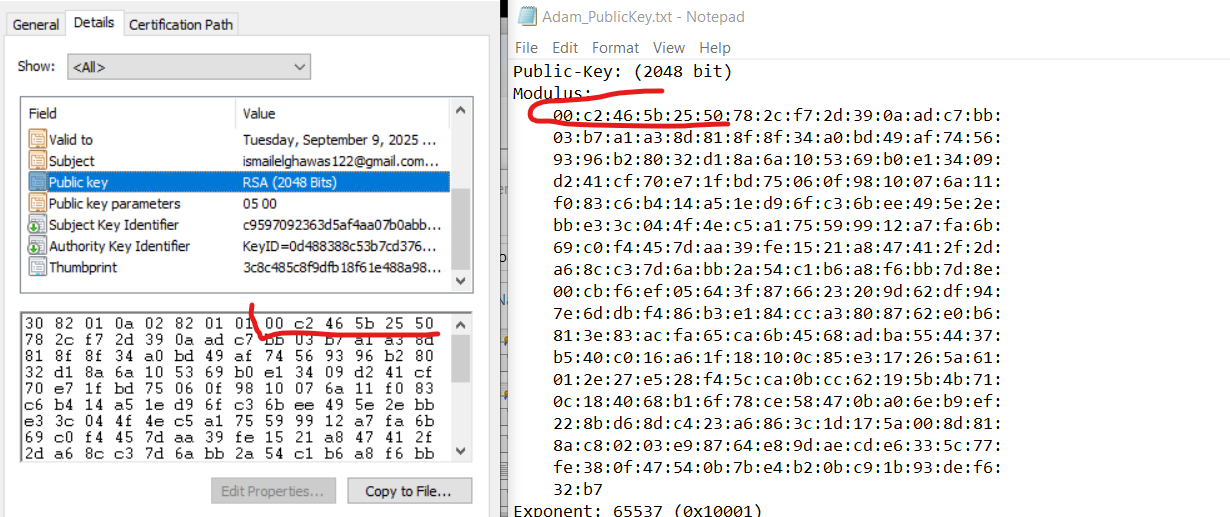 General
Details
Certification Path
Show:
<All>
Field Value
Valid to Tuesday, September 9, 2025 ...
Subject ismailelghawas122@gmail.com...
Public key RSA (2048 Bits)
Public key parameters 05 00
Subject Key Identifier c9597092363d5af4aa07b0abb...
Authority Key Identifier KeyID=0d488388c53b7cd376...
Thumbprint 3c8c485c8f9dfb18f61e488a98...
30 82 01 0a 02 82 01 01 00 c2 46 5b 25 50
78 2c f7 2d 39 0a ad c7 bb 03 b7 a1 a3 8d
81 8f 8f 34 a0 bd 49 af 74 56 93 96 b2 80
32 d1 8a 6a 10 53 69 b0 e1 34 09 d2 41 cf
70 e7 1f bd 75 06 0f 98 10 07 6a 11 f0 83
c6 b4 14 a5 1e d9 6f c3 6b ee 49 5e 2e bb
e3 3c 04 4f 4e c5 a1 75 59 99 12 a7 fa 6b
69 c0 f4 45 7d aa 39 fe 15 21 a8 47 41 2f
2d a6 8c c3 7d 6a bb 2a 54 c1 b6 a8 f6 bb
Edit Properties...
Copy to File...
Adam_PublicKey.txt - Notepad
File Edit Format View Help
Public-Key: (2048 bit)
Modulus:
00:c2:46:5b:25:50:78:2c:f7:2d:39:0a:ad:c7:bb:
03:b7:a1:a3:8d:81:8f:8f:34:a0:bd:49:af:74:56:
93:96:b2:80:32:d1:8a:6a:10:53:69:b0:e1:34:09:
d2:41:cf:70:e7:1f:bd:75:06:0f:98:10:07:6a:11:
f0:83:c6:b4:14:a5:1e:d9:6f:c3:6b:ee:49:5e:2e:
bb:e3:3c:04:4f:4e:c5:a1:75:59:99:12:a7:fa:6b:
69:c0:f4:45:7d:aa:39:fe:15:21:a8:47:41:2f:2d:
a6:8c:c3:7d:6a:bb:2a:54:c1:b6:a8:f6:bb:7d:8e:
00:cb:f6:ef:05:64:3f:87:66:23:20:9d:62:df:94:
7e:6d:db:f4:86:b3:e1:84:cc:a3:80:87:62:e0:b6:
81:3e:83:ac:fa:65:ca:6b:45:68:ad:ba:55:44:37:
b5:40:c0:16:a6:1f:18:10:0c:85:e3:17:26:5a:61:
01:2e:27:e5:28:f4:5c:ca:0b:cc:62:19:5b:4b:71:
0c:18:40:68:b1:6f:78:ce:58:47:0b:a0:6e:b9:ef:
22:8b:d6:8d:c4:23:a6:86:3c:1d:17:5a:00:8d:81:
8a:c8:02:03:e9:87:64:e8:9d:ae:cd:e6:33:5c:77:
fe:38:0f:47:54:0b:7b:e4:b2:0b:c9:1b:93:de:f6:
32:b7
Exponent: 65537 (0x10001)